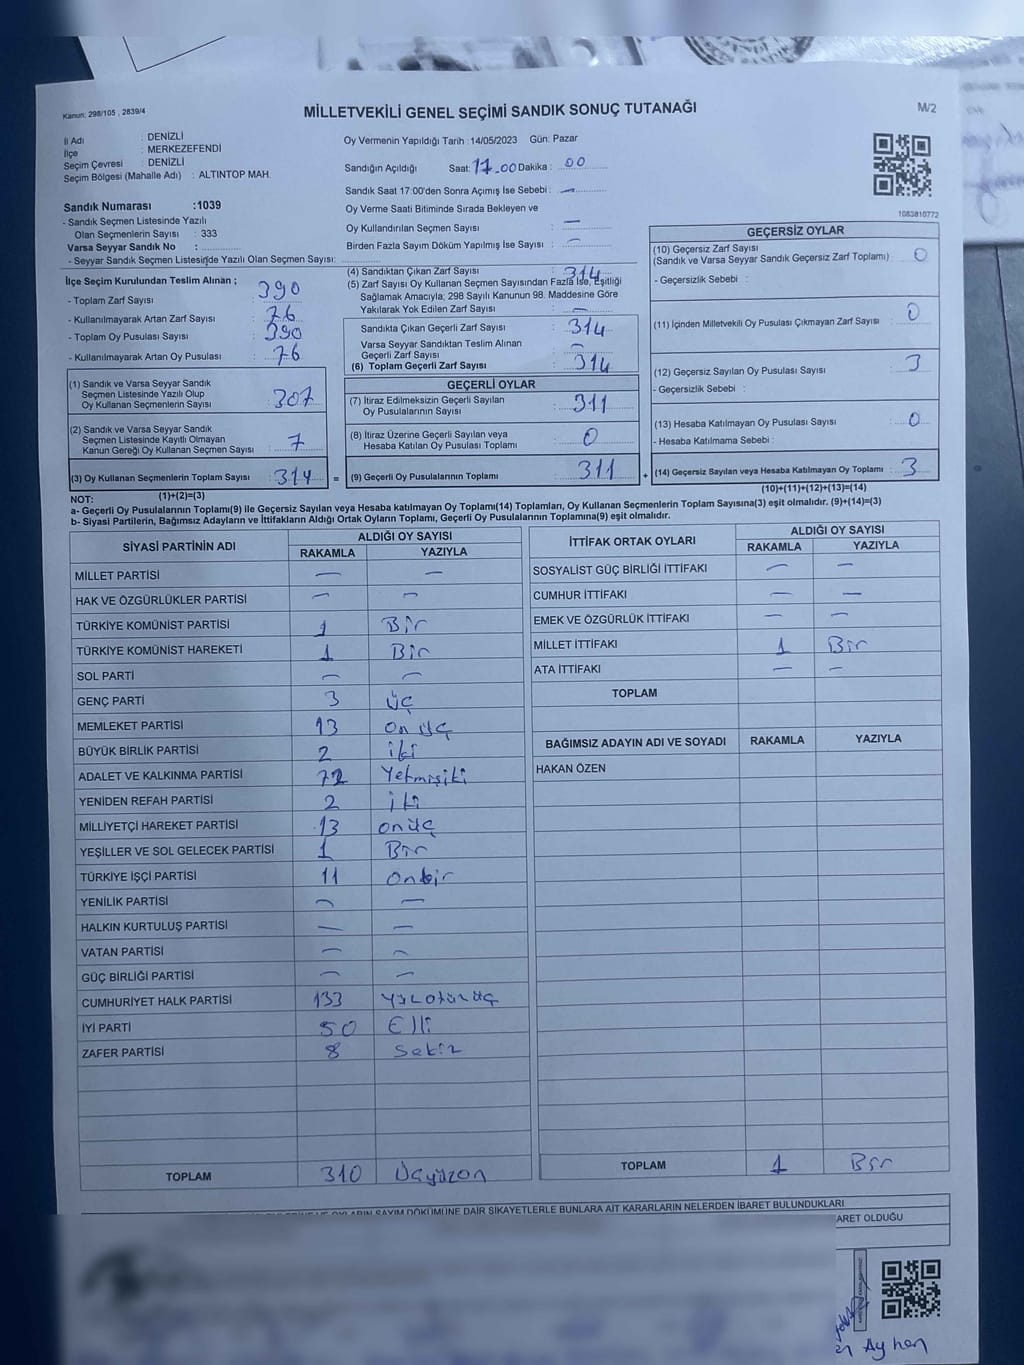 Kanun: 298/105 , 2839/4
MİLLETVEKİLİ GENEL SEÇİMİ SANDIK SONUÇ TUTANAĞI
M/2
İl Adı : DENİZLİ
İlçe : MERKEZEFENDİ
Seçim Çevresi : DENİZLİ
Seçim Bölgesi (Mahalle Adı) : ALTINTOP MAH.
Oy Vermenin Yapıldığı Tarih :14/05/2023 Gün: Pazar
Sandığın Açıldığı Saat: 17.00 Dakika : 00
Sandık Saat 17:00'den Sonra Açımış İse Sebebi : —
Oy Verme Saati Bitiminde Sırada Bekleyen ve
Oy Kullandırılan Seçmen Sayısı : —
Birden Fazla Sayım Döküm Yapılmış İse Sayısı : —
1083810772
Sandık Numarası :1039
- Sandık Seçmen Listesinde Yazılı
Olan Seçmenlerin Sayısı : 333
Varsa Seyyar Sandık No :
- Seyyar Sandık Seçmen Listesinde Yazılı Olan Seçmen Sayısı:
İlçe Seçim Kurulundan Teslim Alınan ;
- Toplam Zarf Sayısı : 390
- Kullanılmayarak Artan Zarf Sayısı : 76
- Toplam Oy Pusulası Sayısı : 390
- Kullanılmayarak Artan Oy Pusulası : 76
(1) Sandık ve Varsa Seyyar Sandık
Seçmen Listesinde Yazılı Olup
Oy Kullanan Seçmenlerin Sayısı : 307
(2) Sandık ve Varsa Seyyar Sandık
Seçmen Listesinde Kayıtlı Olmayan
Kanun Gereği Oy Kullanan Seçmen Sayısı : 7
(3) Oy Kullanan Seçmenlerin Toplam Sayısı : 314
(1)+(2)=(3)
(4) Sandıktan Çıkan Zarf Sayısı : 314
(5) Zarf Sayısı Oy Kullanan Seçmen Sayısından Fazla İse, Eşitliği
Sağlamak Amacıyla; 298 Sayılı Kanunun 98. Maddesine Göre
Yakılarak Yok Edilen Zarf Sayısı : —
Sandıkta Çıkan Geçerli Zarf Sayısı : 314
Varsa Seyyar Sandıktan Teslim Alınan
Geçerli Zarf Sayısı : —
(6) Toplam Geçerli Zarf Sayısı : 314
GEÇERLİ OYLAR
(7) İtiraz Edilmeksizin Geçerli Sayılan
Oy Pusulalarının Sayısı : 311
(8) İtiraz Üzerine Geçerli Sayılan veya
Hesaba Katılan Oy Pusulası Toplamı : 0
= (9) Geçerli Oy Pusulalarının Toplamı : 311 +
GEÇERSİZ OYLAR
(10) Geçersiz Zarf Sayısı
(Sandık ve Varsa Seyyar Sandık Geçersiz Zarf Toplamı) : 0
- Geçersizlik Sebebi :
(11) İçinden Milletvekili Oy Pusulası Çıkmayan Zarf Sayısı : 0
(12) Geçersiz Sayılan Oy Pusulası Sayısı : 3
- Geçersizlik Sebebi :
(13) Hesaba Katılmayan Oy Pusulası Sayısı : 0
- Hesaba Katılmama Sebebi :
(14) Geçersiz Sayılan veya Hesaba Katılmayan Oy Toplamı : 3
(10)+(11)+(12)+(13)=(14)
NOT:
a- Geçerli Oy Pusulalarının Toplamı(9) ile Geçersiz Sayılan veya Hesaba katılmayan Oy Toplamı(14) Toplamları, Oy Kullanan Seçmenlerin Toplam Sayısına(3) eşit olmalıdır. (9)+(14)=(3)
b- Siyasi Partilerin, Bağımsız Adayların ve İttifakların Aldığı Ortak Oyların Toplamı, Geçerli Oy Pusulalarının Toplamına(9) eşit olmalıdır.
SİYASİ PARTİNİN ADI ALDIĞI OY SAYISI
RAKAMLA YAZIYLA
MİLLET PARTİSİ — —
HAK VE ÖZGÜRLÜKLER PARTİSİ — —
TÜRKİYE KOMÜNİST PARTİSİ 1 Bir
TÜRKİYE KOMÜNİST HAREKETİ 1 Bir
SOL PARTİ — —
GENÇ PARTİ 3 üç
MEMLEKET PARTİSİ 13 on üç
BÜYÜK BİRLİK PARTİSİ 2 iki
ADALET VE KALKINMA PARTİSİ 72 Yetmişiki
YENİDEN REFAH PARTİSİ 2 iki
MİLLİYETÇİ HAREKET PARTİSİ 13 onüç
YEŞİLLER VE SOL GELECEK PARTİSİ 1 Bir
TÜRKİYE İŞÇİ PARTİSİ 11 Onbir
YENİLİK PARTİSİ — —
HALKIN KURTULUŞ PARTİSİ — —
VATAN PARTİSİ — —
GÜÇ BİRLİĞİ PARTİSİ — —
CUMHURİYET HALK PARTİSİ 133 Yüzotuzüç
İYİ PARTİ 50 Elli
ZAFER PARTİSİ 8 Sekiz
TOPLAM 310 Üçyüzon
İTTİFAK ORTAK OYLARI ALDIĞI OY SAYISI
RAKAMLA YAZIYLA
SOSYALİST GÜÇ BİRLİĞİ İTTİFAKI — —
CUMHUR İTTİFAKI — —
EMEK VE ÖZGÜRLÜK İTTİFAKI — —
MİLLET İTTİFAKI 1 Bir
ATA İTTİFAKI — —
TOPLAM
BAĞIMSIZ ADAYIN ADI VE SOYADI RAKAMLA YAZIYLA
HAKAN ÖZEN
TOPLAM 1 Bir
OYLARIN SAYIM DÖKÜMÜNE DAİR ŞİKAYETLERLE BUNLARA AİT KARARLARIN NELERDEN İBARET BULUNDUKLARI
ARET OLDUĞU
Ayhan